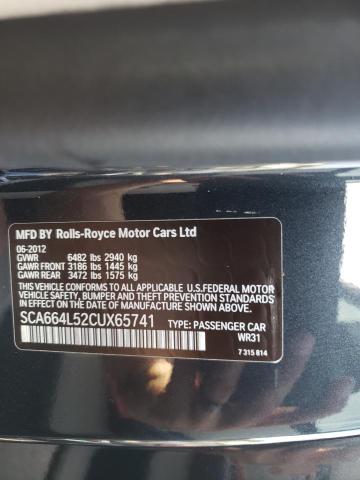 MFD BY Rolls-Royce Motor Cars Ltd
06-2012
GVWR 6482 lbs 2940 kg
GAWR FRONT 3186 lbs 1445 kg
GAWR REAR 3472 lbs 1575 kg
THIS VEHICLE CONFORMS TO ALL APPLICABLE U.S.FEDERAL MOTOR
VEHICLE SAFETY, BUMPER, AND THEFT PREVENTION STANDARDS
IN EFFECT ON THE DATE OF MANUFACTURE SHOWN ABOVE.
SCA664L52CUX65741 TYPE: PASSENGER CAR
WR31
7 315 814